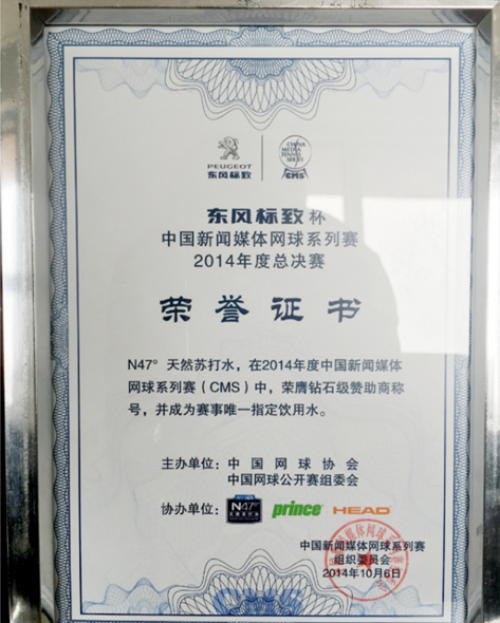 PEUGEOT
东风标致
CHINA
MEDIA
TENNIS
SERIES
CMS
东风标致杯
中国新闻媒体网球系列赛
2014年度总决赛
荣誉证书
N47°天然苏打水，在2014年度中国新闻媒体
网球系列赛（CMS）中，荣膺钻石级赞助商称
号，并成为赛事唯一指定饮用水。
主办单位：中国网球协会
中国网球公开赛组委会
协办单位：N47° prince HEAD
中国新闻媒体网球系列赛
组织委员会
2014年10月6日
CMS